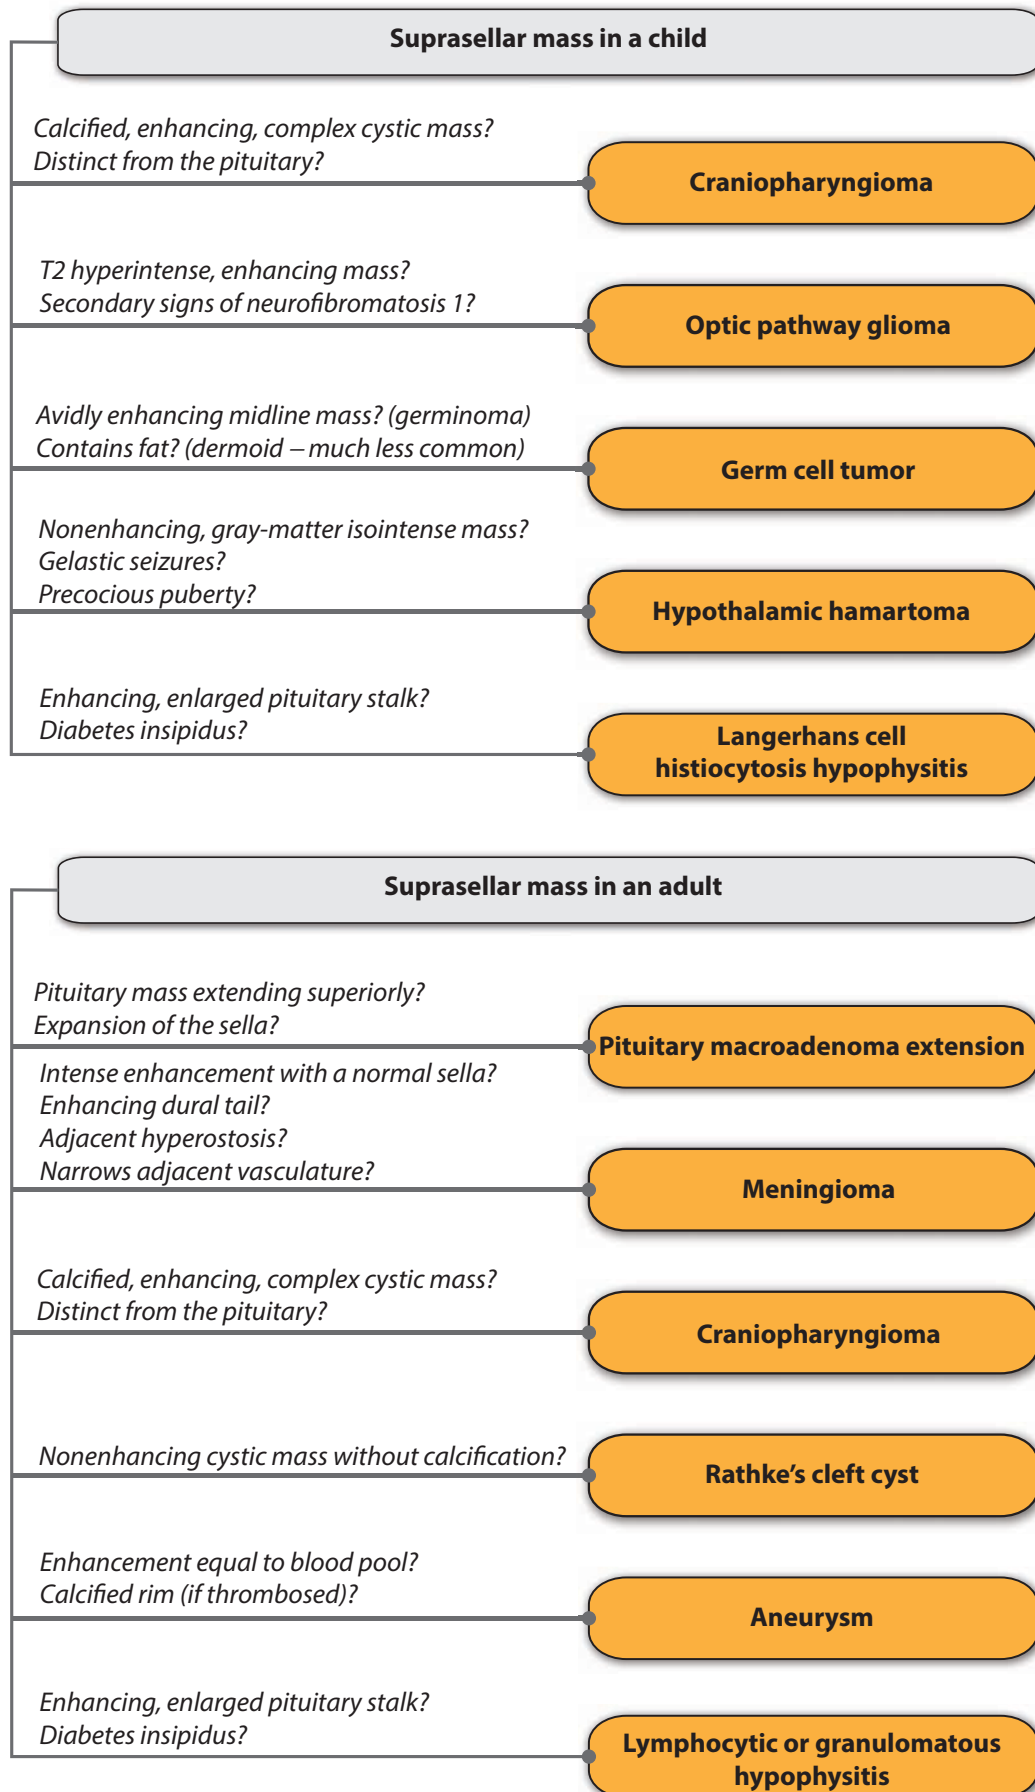 Suprasellar mass in a child
Calcified, enhancing, complex cystic mass?
Distinct from the pituitary?
Craniopharyngioma
T2 hyperintense, enhancing mass?
Secondary signs of neurofibromatosis 1?
Optic pathway glioma
Avidly enhancing midline mass? (germinoma)
Contains fat? (dermoid – much less common)
Germ cell tumor
Nonenhancing, gray-matter isointense mass?
Gelastic seizures?
Precocious puberty?
Hypothalamic hamartoma
Enhancing, enlarged pituitary stalk?
Diabetes insipidus?
Langerhans cell
histiocytosis hypophysitis
Suprasellar mass in an adult
Pituitary mass extending superiorly?
Expansion of the sella?
Pituitary macroadenoma extension
Intense enhancement with a normal sella?
Enhancing dural tail?
Adjacent hyperostosis?
Narrows adjacent vasculature?
Meningioma
Calcified, enhancing, complex cystic mass?
Distinct from the pituitary?
Craniopharyngioma
Nonenhancing cystic mass without calcification?
Rathke’s cleft cyst
Enhancement equal to blood pool?
Calcified rim (if thrombosed)?
Aneurysm
Enhancing, enlarged pituitary stalk?
Diabetes insipidus?
Lymphocytic or granulomatous
hypophysitis